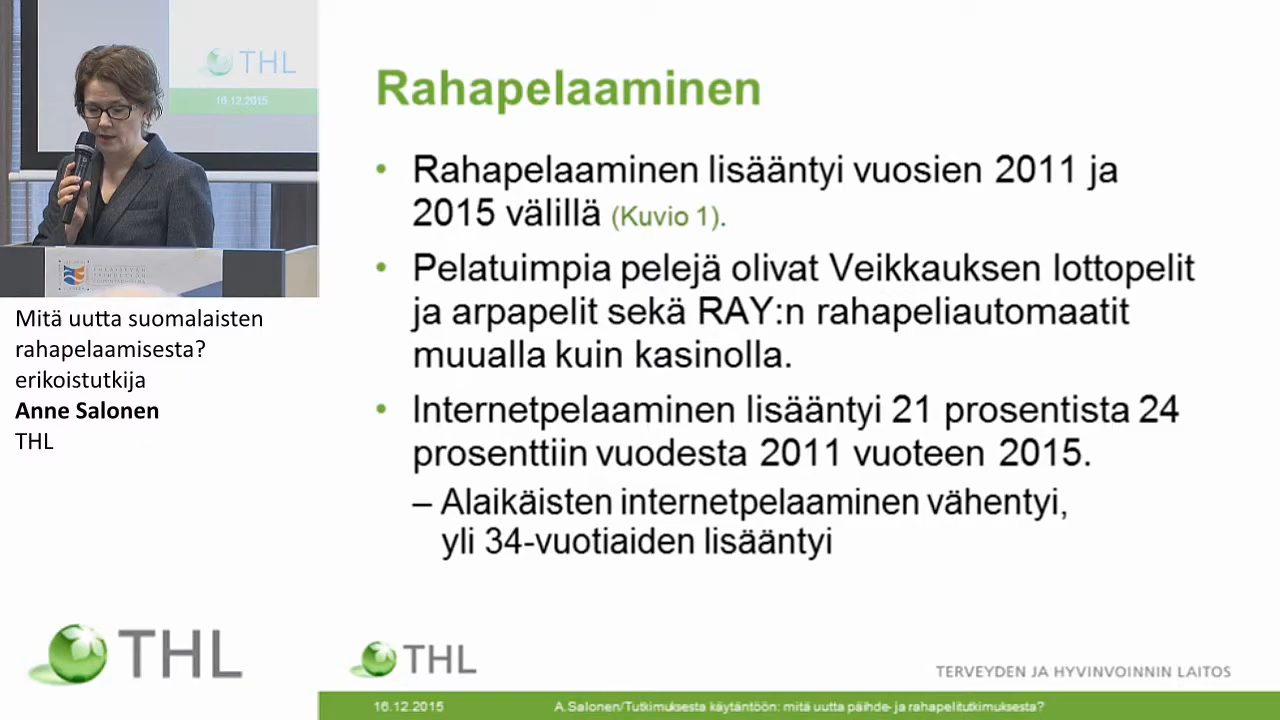 THL
16.12.2015
Mitä uutta suomalaisten
rahapelaamisesta?
erikoistutkija
Anne Salonen
THL
THL
Rahapelaaminen
• Rahapelaaminen lisääntyi vuosien 2011 ja
2015 välillä (Kuvio 1).
• Pelatuimpia pelejä olivat Veikkauksen lottopelit
ja arpapelit sekä RAY:n rahapeliautomaatit
muualla kuin kasinolla.
• Internetpelaaminen lisääntyi 21 prosentista 24
prosenttiin vuodesta 2011 vuoteen 2015.
– Alaikäisten internetpelaaminen vähentyi,
yli 34-vuotiaiden lisääntyi
THL
TERVEYDEN JA HYVINVOINNIN LAITOS
16.12.2015 A.Salonen/Tutkimuksesta käytäntöön: mitä uutta päihde- ja rahapelitutkimuksesta?